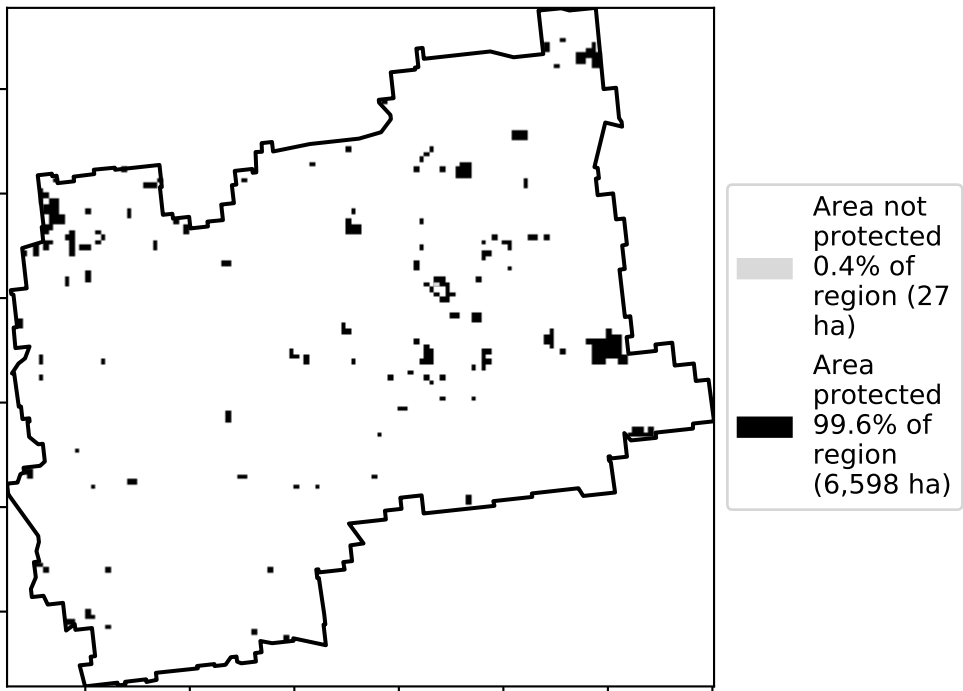 Area not
protected
0.4% of
region (27
ha)
Area
protected
99.6% of
region
(6,598 ha)